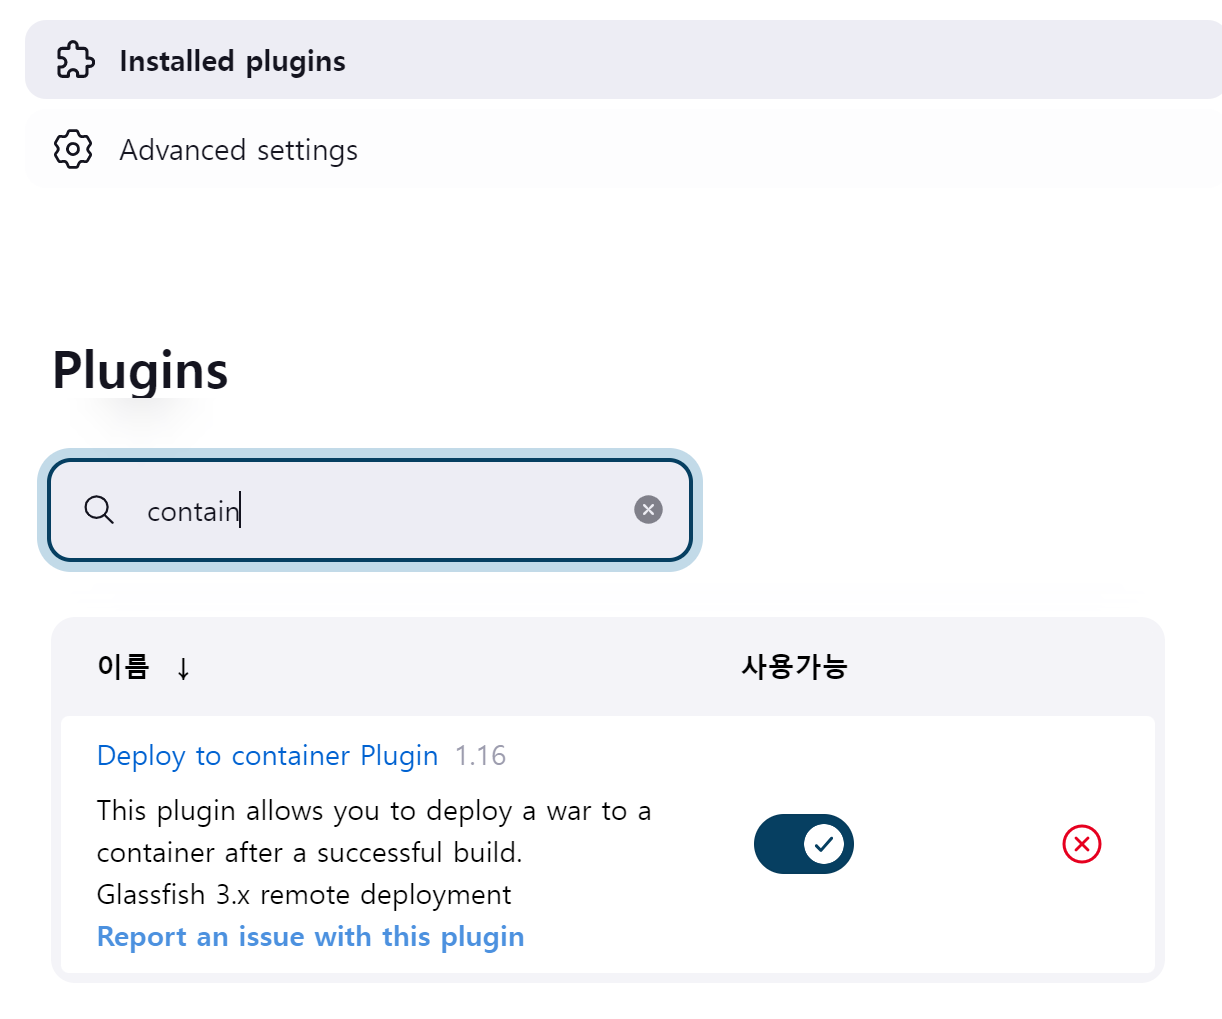 Installed plugins
Advanced settings
Plugins
contain
이름 ↓ 사용가능
Deploy to container Plugin 1.16
This plugin allows you to deploy a war to a
container after a successful build.
Glassfish 3.x remote deployment
Report an issue with this plugin